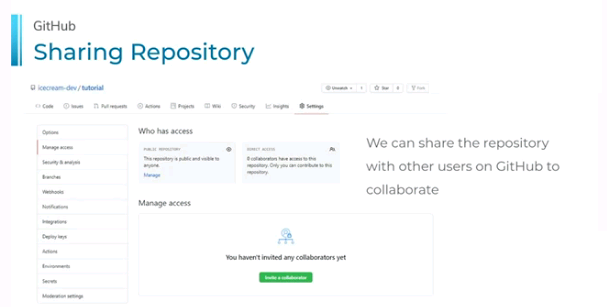 GitHub
Sharing Repository
icecream-dev / tutorial
Unwatch 1 Star 0 Fork
Code Issues Pull requests Actions Projects Wiki Security Insights Settings
Options
Manage access
Security & analysis
Branches
Webhooks
Notifications
Integrations
Deploy keys
Actions
Environments
Secrets
Moderation settings
Who has access
PUBLIC REPOSITORY
This repository is public and visible to
anyone.
Manage
DIRECT ACCESS
0 collaborators have access to this
repository. Only you can contribute to this
repository.
Manage access
You haven't invited any collaborators yet
Invite a collaborator
We can share the repository
with other users on GitHub to
collaborate